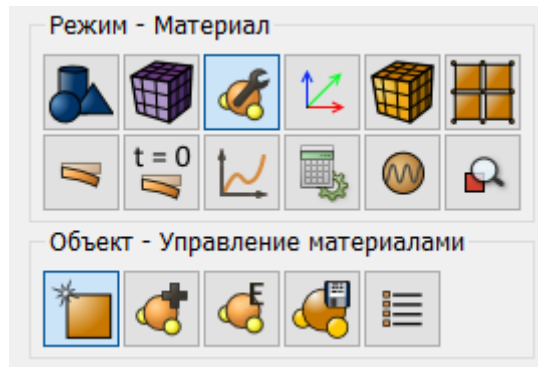 Режим - Материал
t = 0
Объект - Управление материалами
E